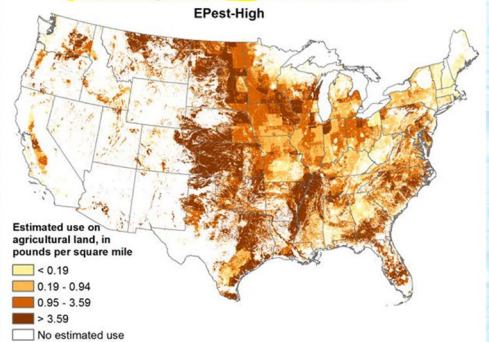 EPest-High
Estimated use on
agricultural land, in
pounds per square mile
< 0.19
0.19 - 0.94
0.95 - 3.59
> 3.59
No estimated use